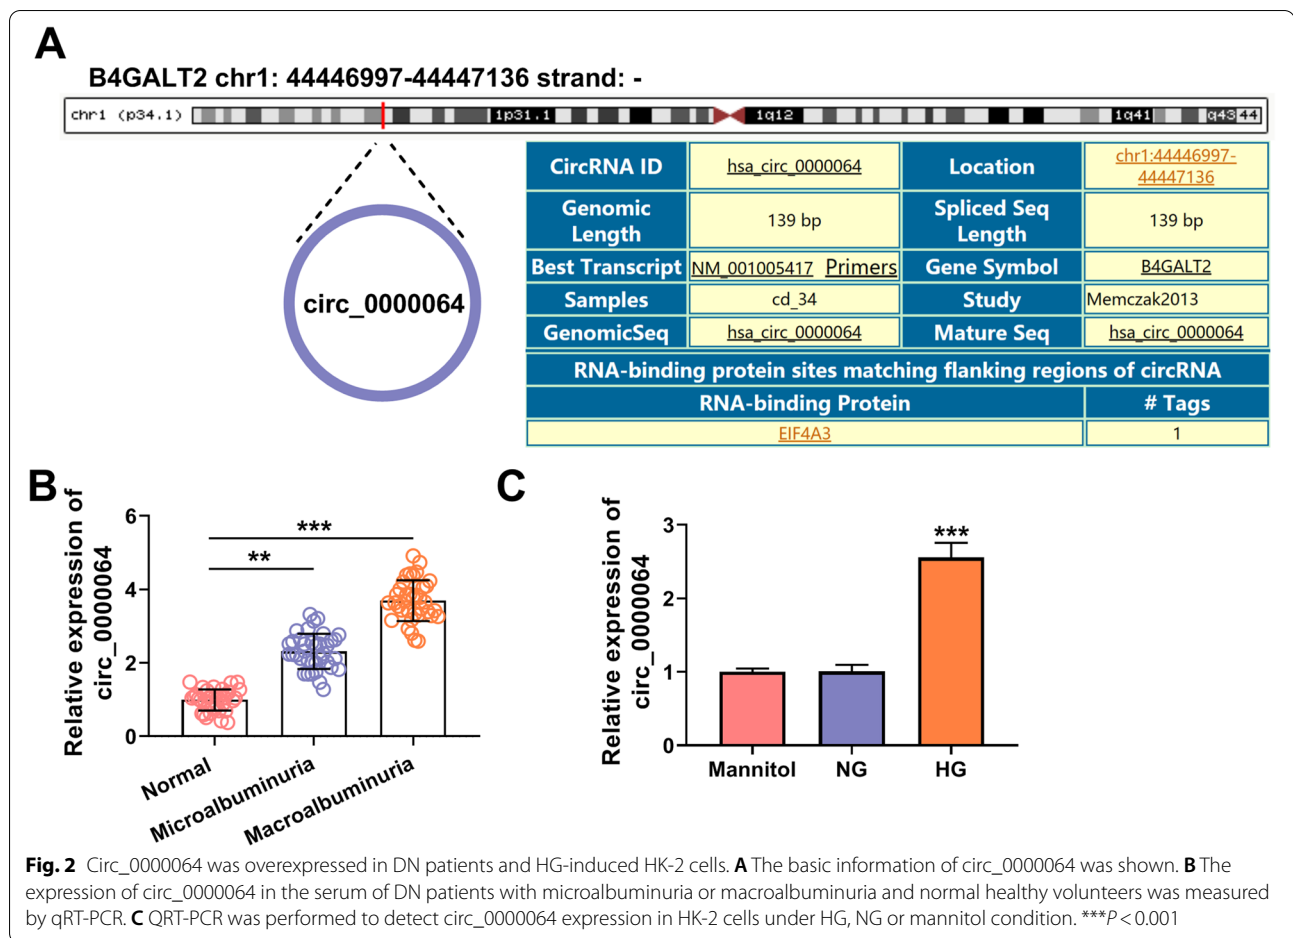 A
B4GALT2 chr1: 44446997-44447136 strand: -
chr1 (p34.1) 1p31.1 1q12 1q41 q43 44
circ_0000064
CircRNA ID hsa_circ_0000064 Location chr1:44446997-
44447136
Genomic Length 139 bp Spliced Seq Length 139 bp
Best Transcript NM_001005417 Primers Gene Symbol B4GALT2
Samples cd_34 Study Memczak2013
GenomicSeq hsa_circ_0000064 Mature Seq hsa_circ_0000064
RNA-binding protein sites matching flanking regions of circRNA
RNA-binding Protein # Tags
EIF4A3 1
B
Relative expression of
circ_0000064
6
4
2
0
***
**
Normal
Microalbuminuria
Macroalbuminuria
C
Relative expression of
circ_0000064
3
2
1
0
***
Mannitol NG HG
Fig. 2 Circ_0000064 was overexpressed in DN patients and HG-induced HK-2 cells. A The basic information of circ_0000064 was shown. B The
expression of circ_0000064 in the serum of DN patients with microalbuminuria or macroalbuminuria and normal healthy volunteers was measured
by qRT-PCR. C QRT-PCR was performed to detect circ_0000064 expression in HK-2 cells under HG, NG or mannitol condition. ***P < 0.001